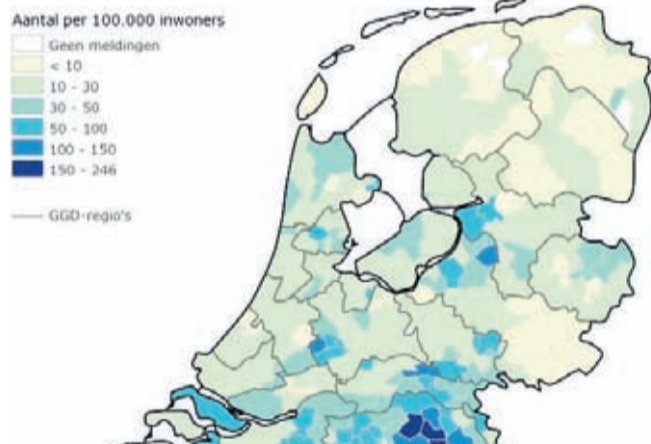 Aantal per 100.000 inwoners
Geen meldingen
< 10
10 - 30
30 - 50
50 - 100
100 - 150
150 - 246
GGD-regio's